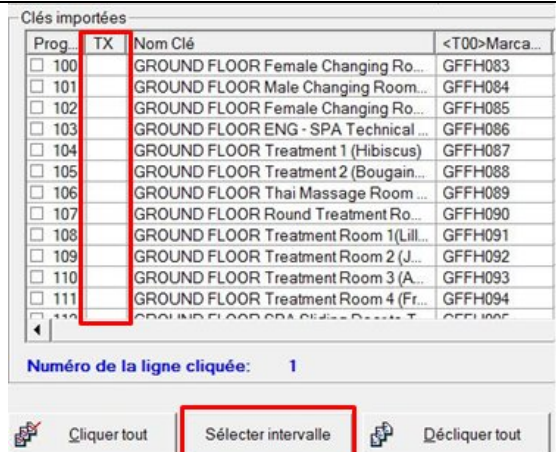 Clés importées
Prog... TX Nom Clé <T00>Marca...
100 GROUND FLOOR Female Changing Ro... GFFH083
101 GROUND FLOOR Male Changing Room... GFFH084
102 GROUND FLOOR Female Changing Ro... GFFH085
103 GROUND FLOOR ENG - SPA Technical ... GFFH086
104 GROUND FLOOR Treatment 1 (Hibiscus) GFFH087
105 GROUND FLOOR Treatment 2 (Bougain... GFFH088
106 GROUND FLOOR Thai Massage Room ... GFFH089
107 GROUND FLOOR Round Treatment Ro... GFFH090
108 GROUND FLOOR Treatment Room 1(Lill... GFFH091
109 GROUND FLOOR Treatment Room 2 (J... GFFH092
110 GROUND FLOOR Treatment Room 3 (A... GFFH093
111 GROUND FLOOR Treatment Room 4 (Fr... GFFH094
Numéro de la ligne cliquée: 1
Cliquer tout Sélecter intervalle Décliquer tout